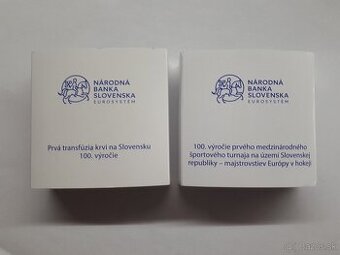 NÁRODNÁ
BANKA
SLOVENSKA
EUROSYSTÉM
Prvá transfúzia krvi na Slovensku
100. výročie
NÁRODNÁ
BANKA
SLOVENSKA
EUROSYSTÉM
100. výročie prvého medzinárodného
športového turnaja na území Slovenskej
republiky – majstrovstiev Európy v hokeji